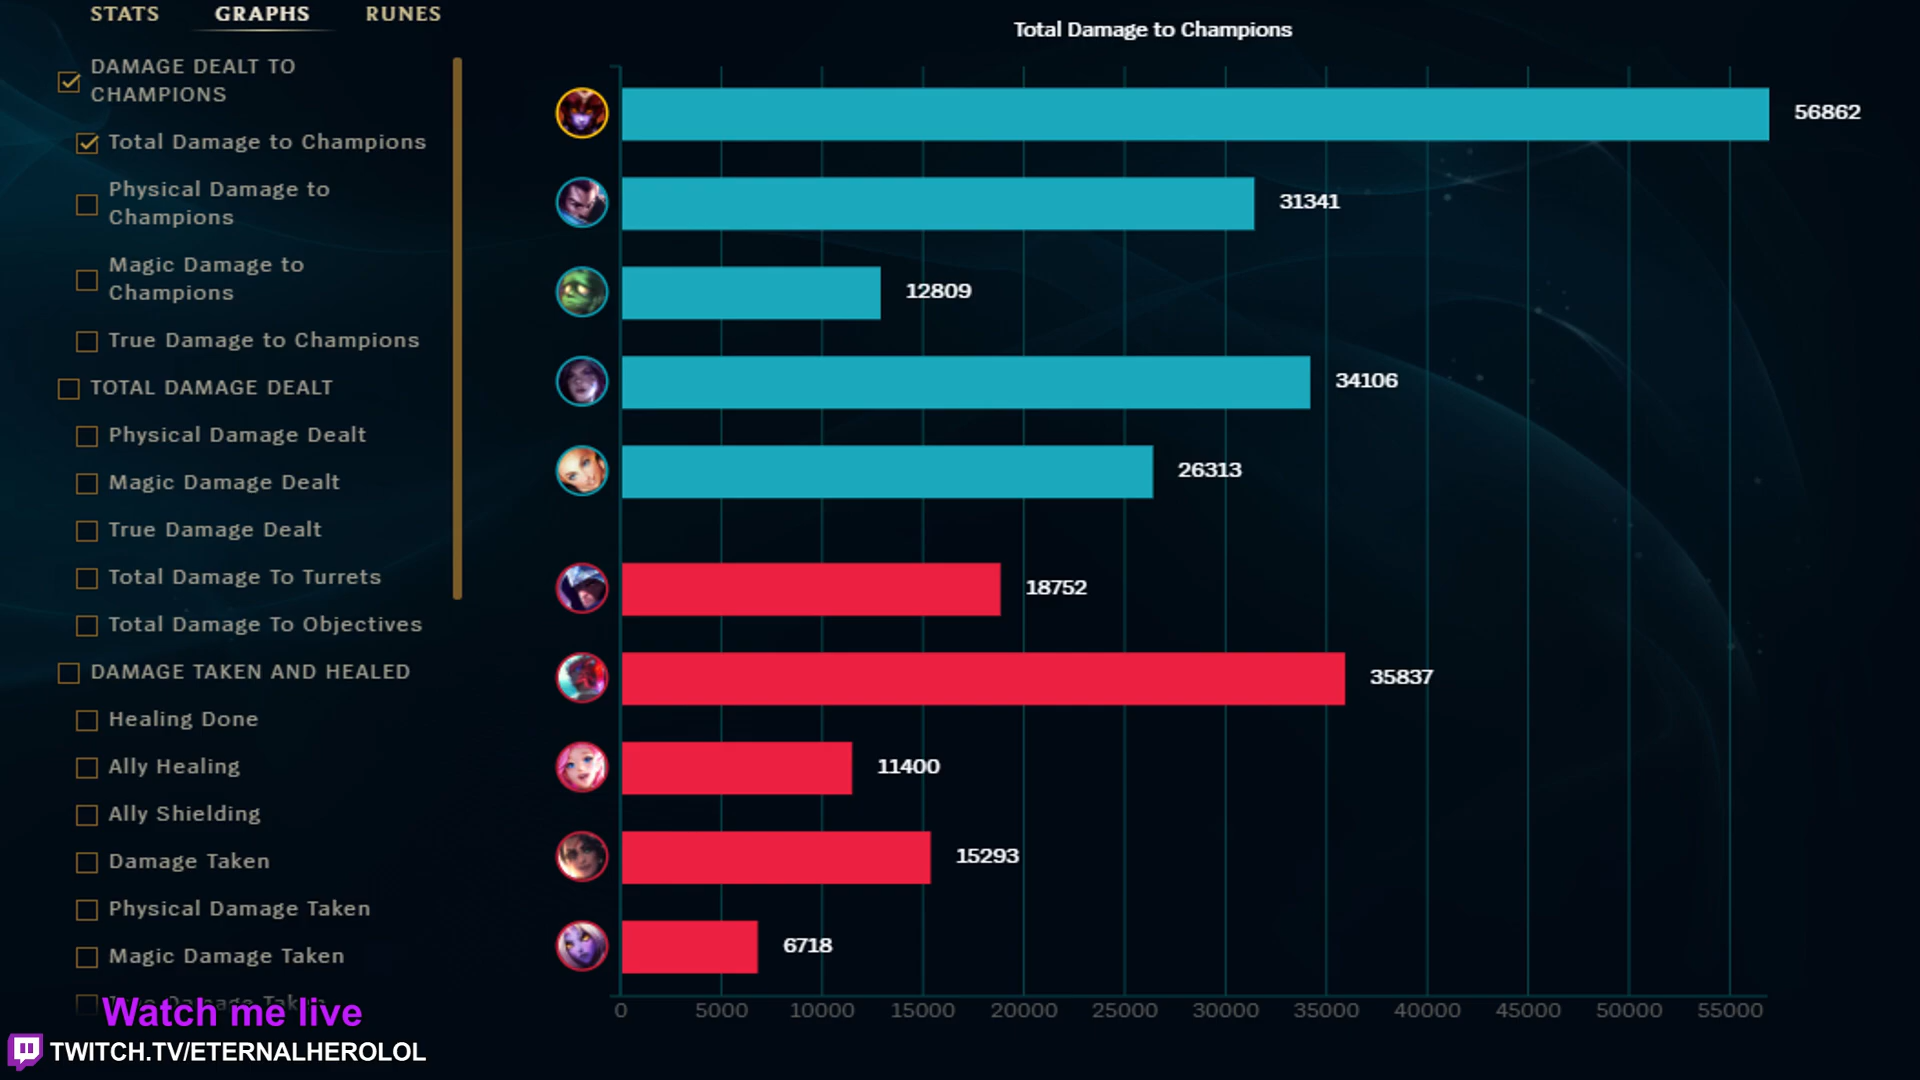 STATS GRAPHS RUNES
Total Damage to Champions
DAMAGE DEALT TO
CHAMPIONS
Total Damage to Champions
Physical Damage to
Champions
Magic Damage to
Champions
True Damage to Champions
TOTAL DAMAGE DEALT
Physical Damage Dealt
Magic Damage Dealt
True Damage Dealt
Total Damage To Turrets
Total Damage To Objectives
DAMAGE TAKEN AND HEALED
Healing Done
Ally Healing
Ally Shielding
Damage Taken
Physical Damage Taken
Magic Damage Taken
True Damage Taken
Watch me live
TWITCH.TV/ETERNALHEROLOL
56862
31341
12809
34106
26313
18752
35837
11400
15293
6718
0 5000 10000 15000 20000 25000 30000 35000 40000 45000 50000 55000